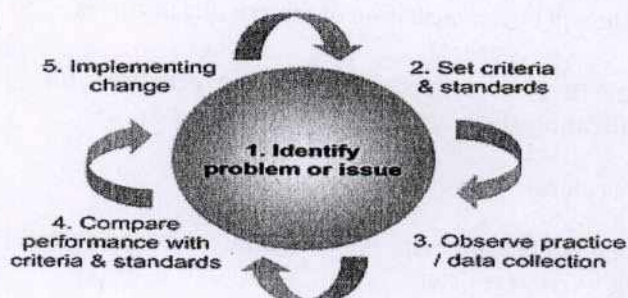 1. Identify
problem or issue
2. Set criteria
& standards
3. Observe practice
/ data collection
4. Compare
performance with
criteria & standards
5. Implementing
change